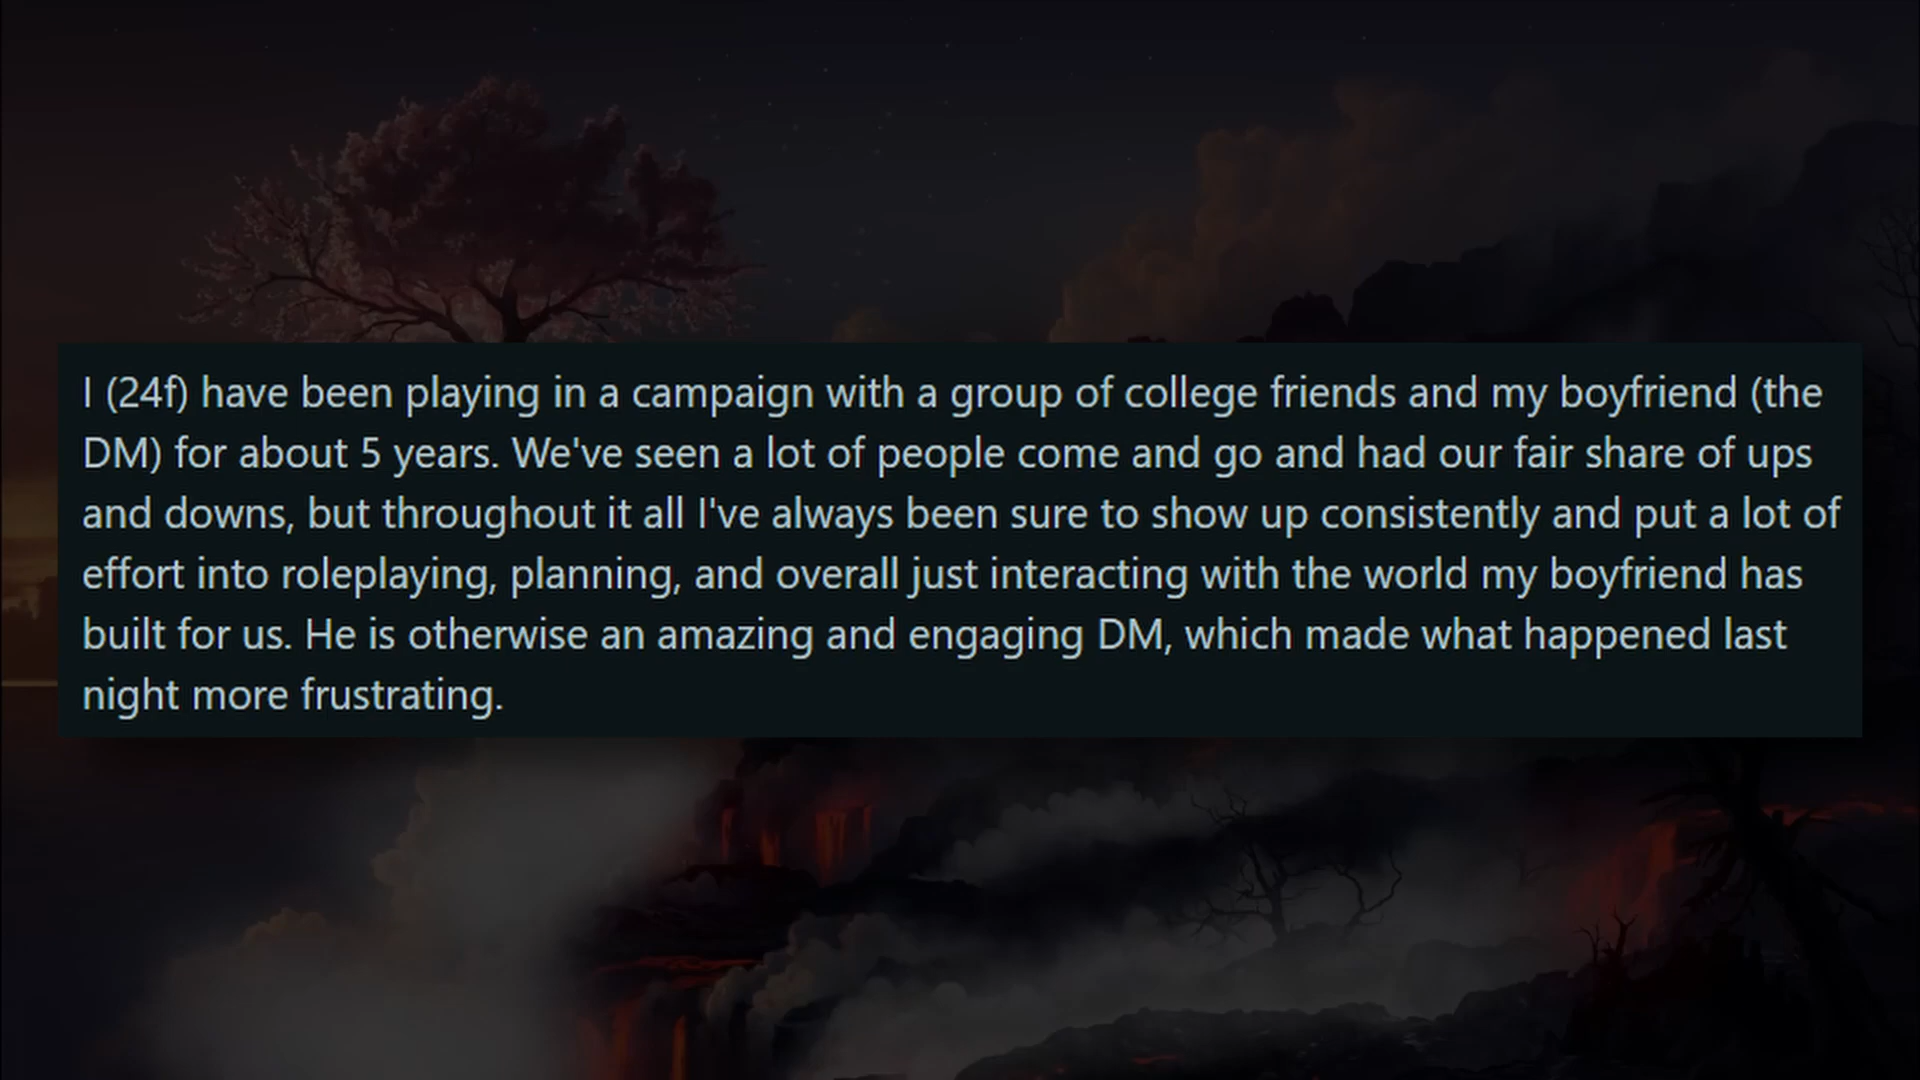 I (24f) have been playing in a campaign with a group of college friends and my boyfriend (the
DM) for about 5 years. We've seen a lot of people come and go and had our fair share of ups
and downs, but throughout it all I've always been sure to show up consistently and put a lot of
effort into roleplaying, planning, and overall just interacting with the world my boyfriend has
built for us. He is otherwise an amazing and engaging DM, which made what happened last
night more frustrating.